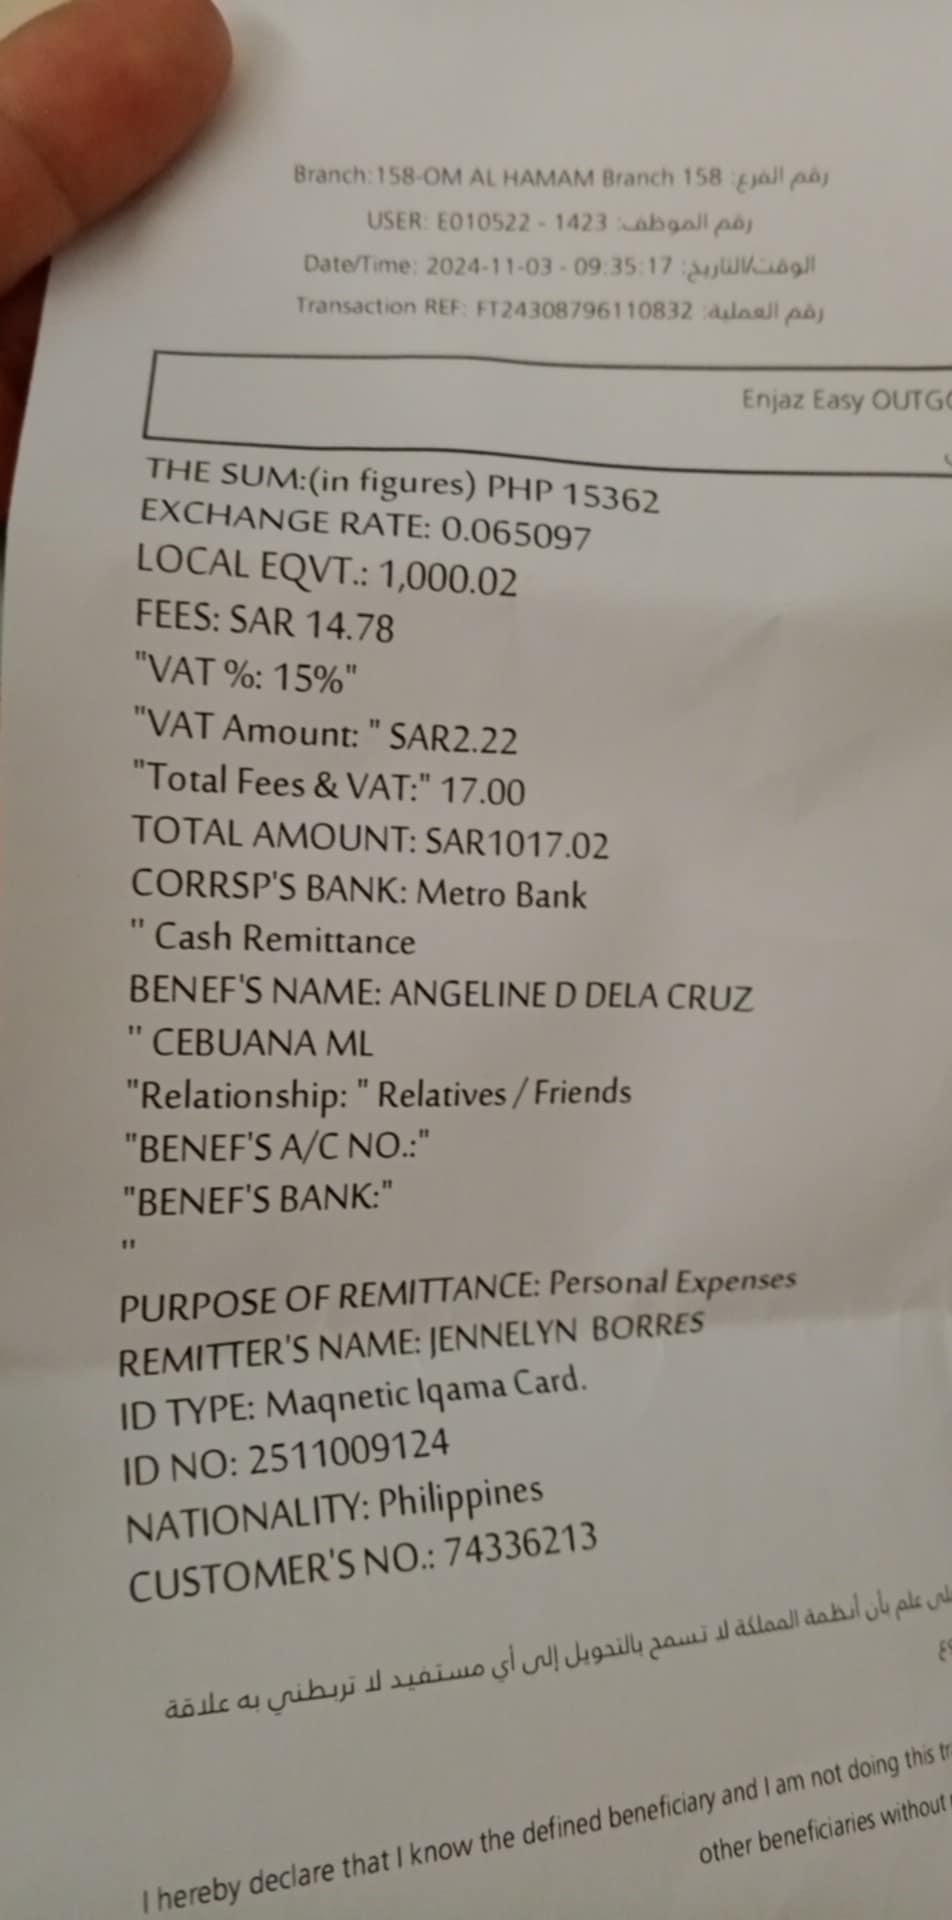 Branch:158-OM AL HAMAM Branch 158 :رقم الفرع
USER: E010522 - 1423 :رقم الموظف
Date/Time: 2024-11-03 - 09:35:17 :الوقت/التاريخ
Transaction REF: FT24308796110832 :رقم العملية
Enjaz Easy
THE SUM:(in figures) PHP 15362
EXCHANGE RATE: 0.065097
LOCAL EQVT.: 1,000.02
FEES: SAR 14.78
"VAT %: 15%"
"VAT Amount: " SAR2.22
"Total Fees & VAT:" 17.00
TOTAL AMOUNT: SAR1017.02
CORRSP'S BANK: Metro Bank
" Cash Remittance
BENEF'S NAME: ANGELINE D DELA CRUZ
" CEBUANA ML
"Relationship: " Relatives / Friends
"BENEF'S A/C NO.:"
"BENEF'S BANK:"
"
PURPOSE OF REMITTANCE: Personal Expenses
REMITTER'S NAME: JENNELYN BORRES
ID TYPE: Maqnetic Iqama Card.
ID NO: 2511009124
NATIONALITY: Philippines
CUSTOMER'S NO.: 74336213
علم بأن أنظمة المملكة لا تسمح بالتحويل إلى أي مستفيد لا تربطني به علاقة
I hereby declare that I know the defined beneficiary and I am not doing this
other beneficiaries without